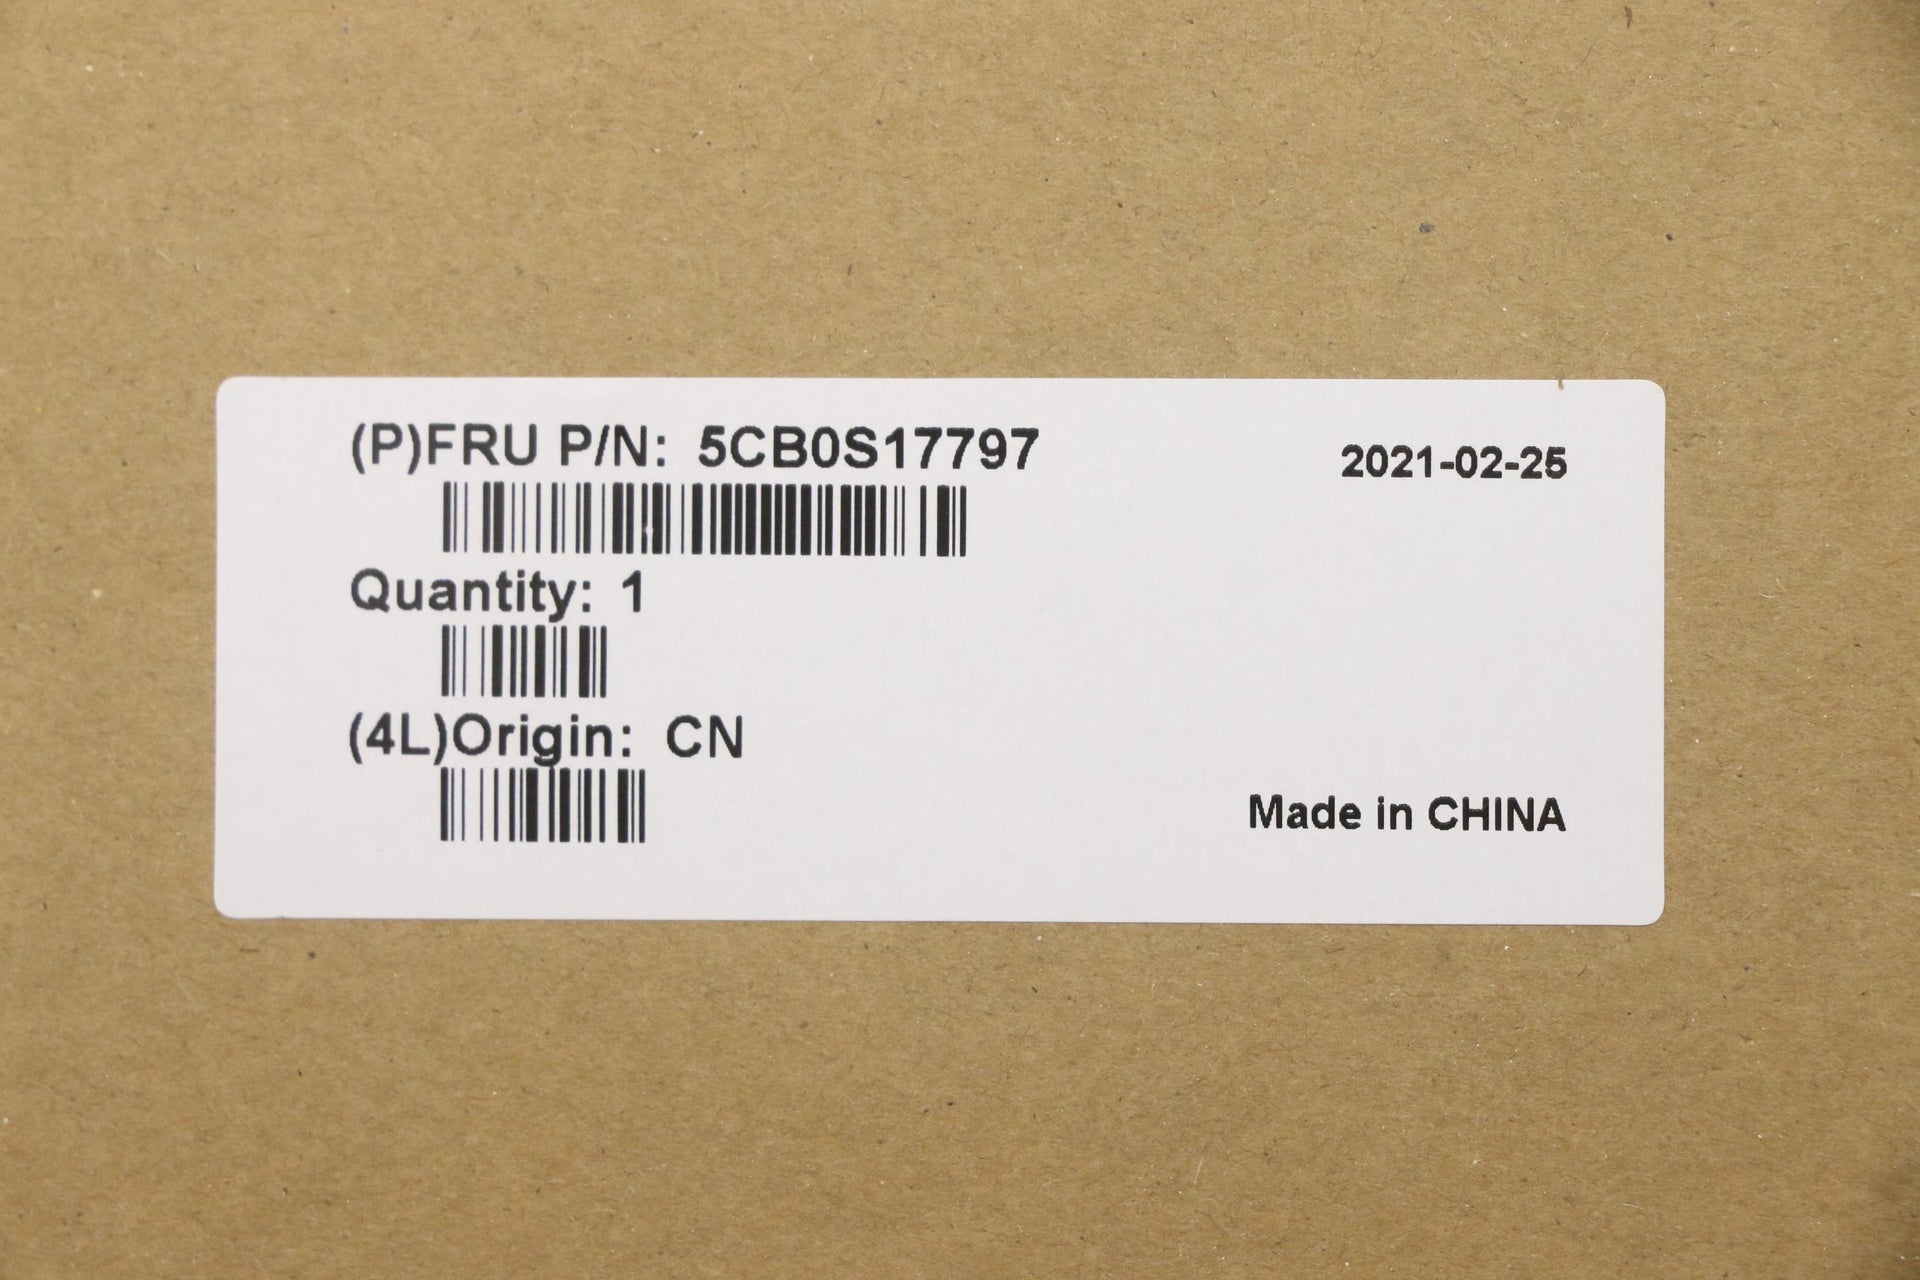 (P)FRU P/N: 5CB0S17797
2021-02-25
Quantity: 1
(4L)Origin: CN
Made in CHINA